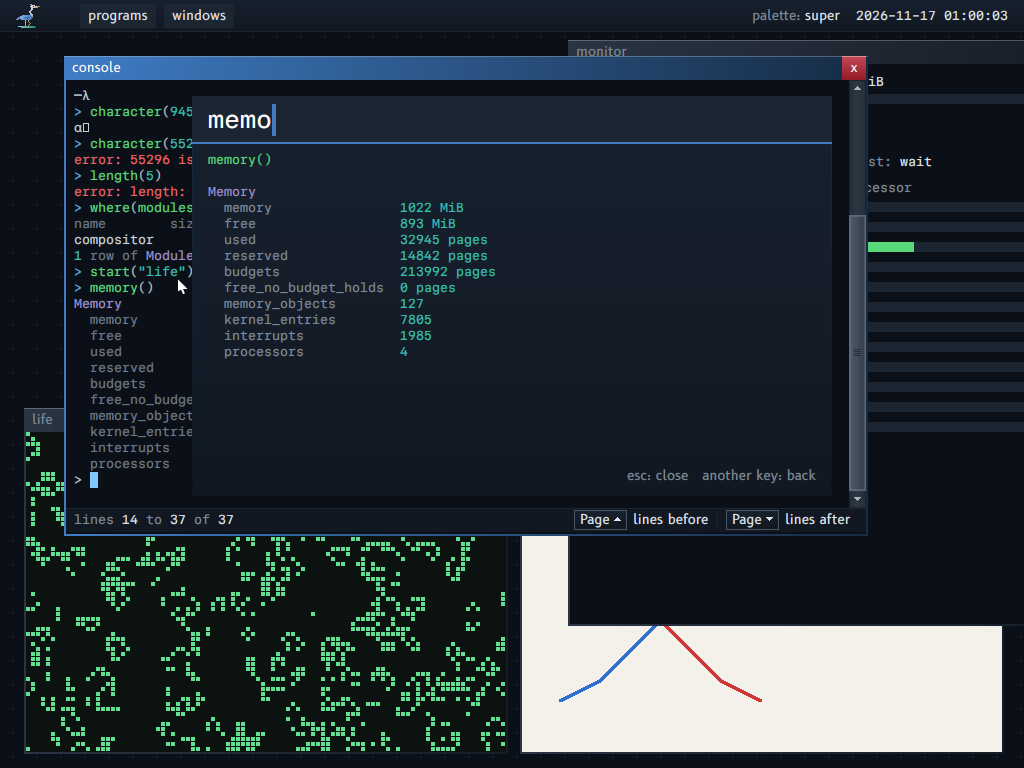 programs windows palette: super 2026-11-17 01:00:03
monitor
console x
—λ
iB
> character(945
α▯
> character(552
error: 55296 is
> length(5)
error: length:
> where(modules
name siz
compositor
1 row of Module
> start("life")
> memory()
Memory
memory
free
used
reserved
budgets
free_no_budge
memory_object
kernel_entrie
interrupts
processors
>
memo
memory()
Memory
memory 1022 MiB
free 893 MiB
used 32945 pages
reserved 14842 pages
budgets 213992 pages
free_no_budget_holds 0 pages
memory_objects 127
kernel_entries 7805
interrupts 1985
processors 4
esc: close another key: back
st: wait
cessor
lines 14 to 37 of 37 Page lines before Page lines after
life